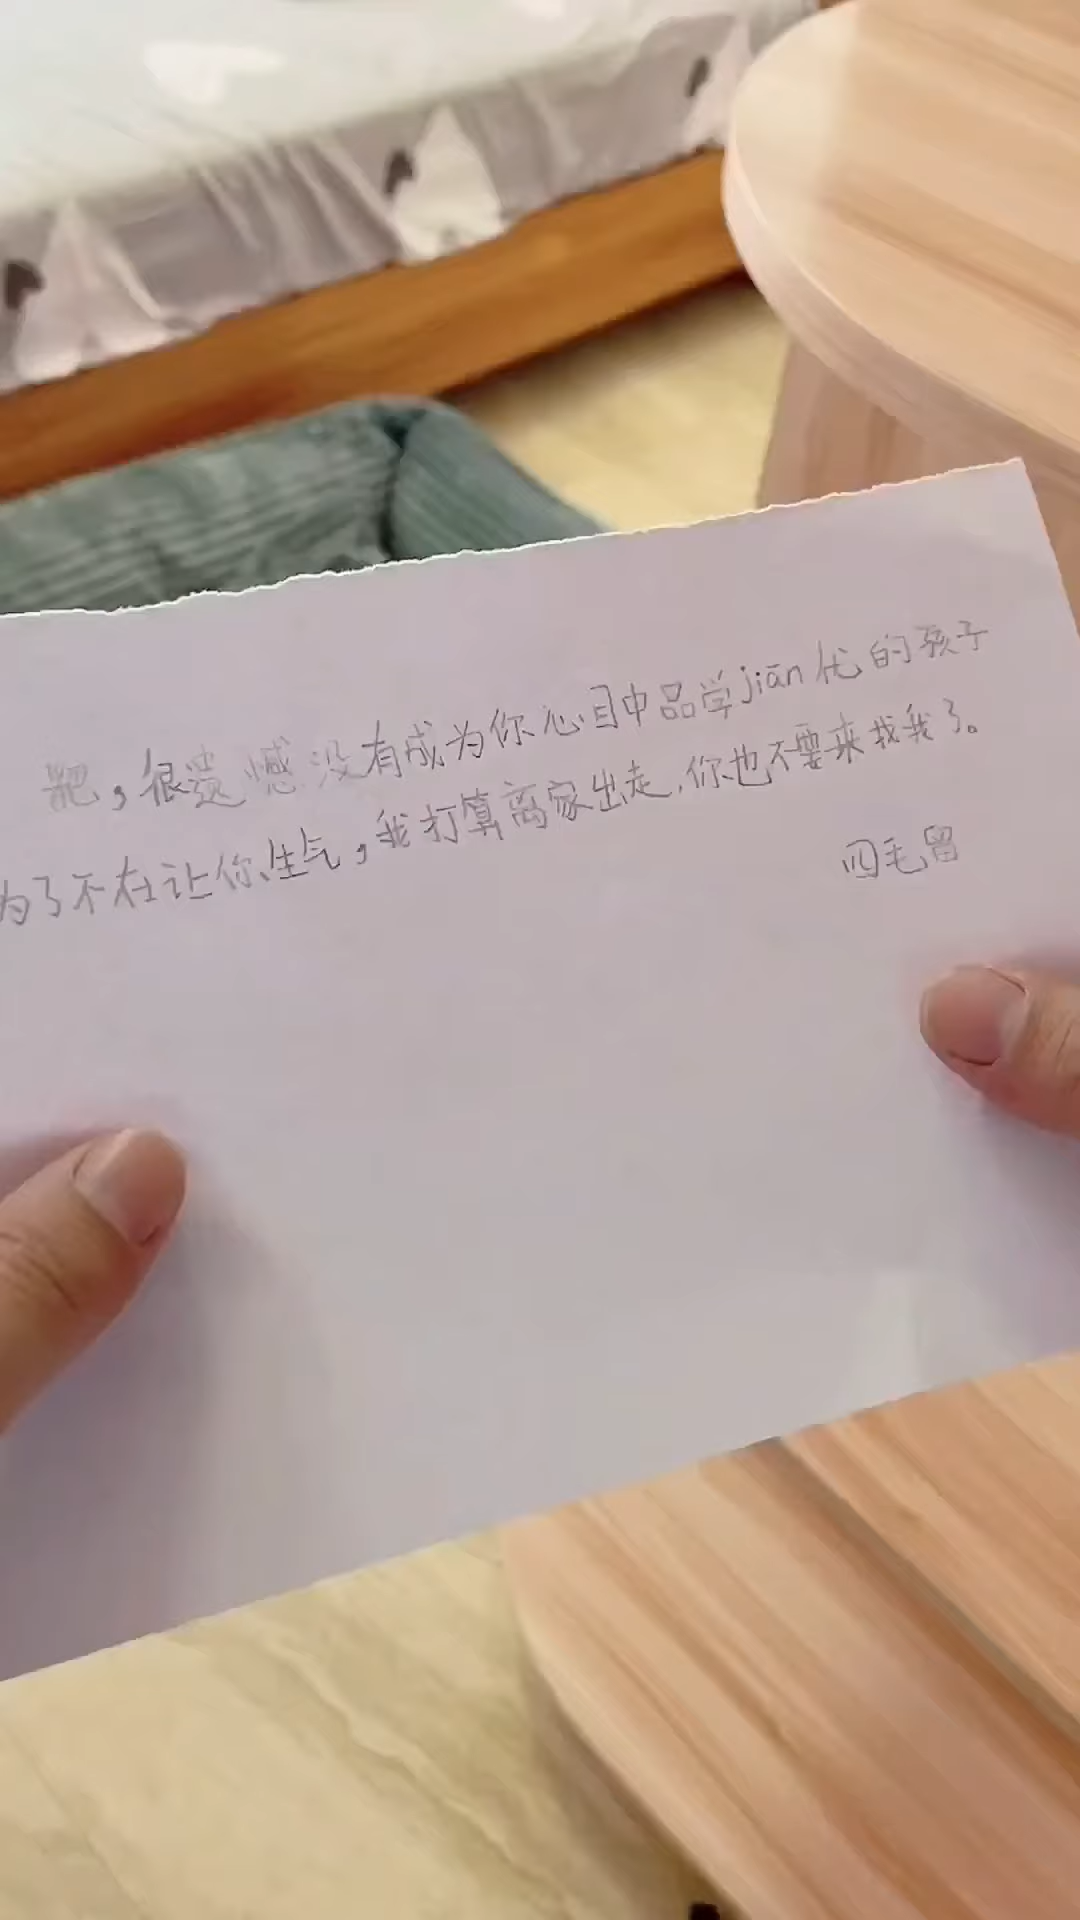 ，很遗憾没有成为你心目中品学jiān优的孩子
为了不在让你生气，我打算离家出走，你也不要来找我了。
四毛留